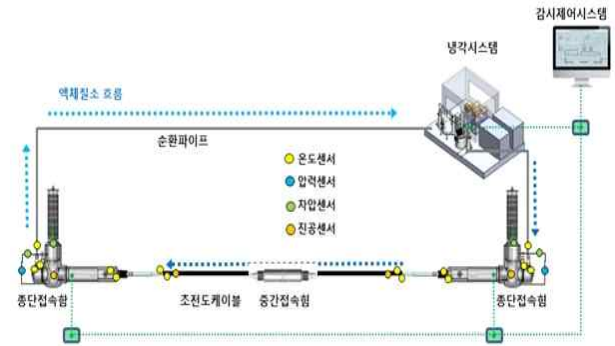 감시제어시스템
냉각시스템
액체질소 흐름
순환파이프
온도센서
압력센서
차압센서
진공센서
종단접속함
초전도케이블
중간접속함
종단접속함